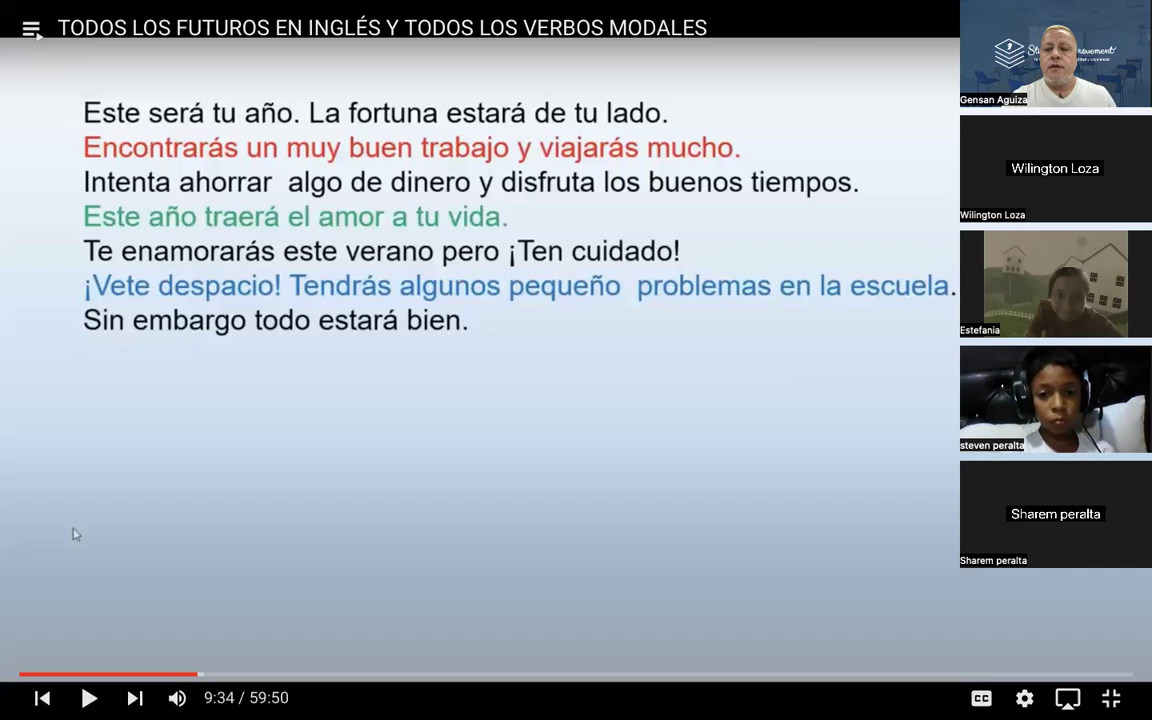 TODOS LOS FUTUROS EN INGLÉS Y TODOS LOS VERBOS MODALES
Este será tu año. La fortuna estará de tu lado.
Encontrarás un muy buen trabajo y viajarás mucho.
Intenta ahorrar algo de dinero y disfruta los buenos tiempos.
Este año traerá el amor a tu vida.
Te enamorarás este verano pero ¡Ten cuidado!
¡Vete despacio! Tendrás algunos pequeño problemas en la escuela.
Sin embargo todo estará bien.
Gensan Aguiza
Wilington Loza
Wilington Loza
Estefania
steven peralta
Sharem peralta
Sharem peralta
9:34 / 59:50
CC